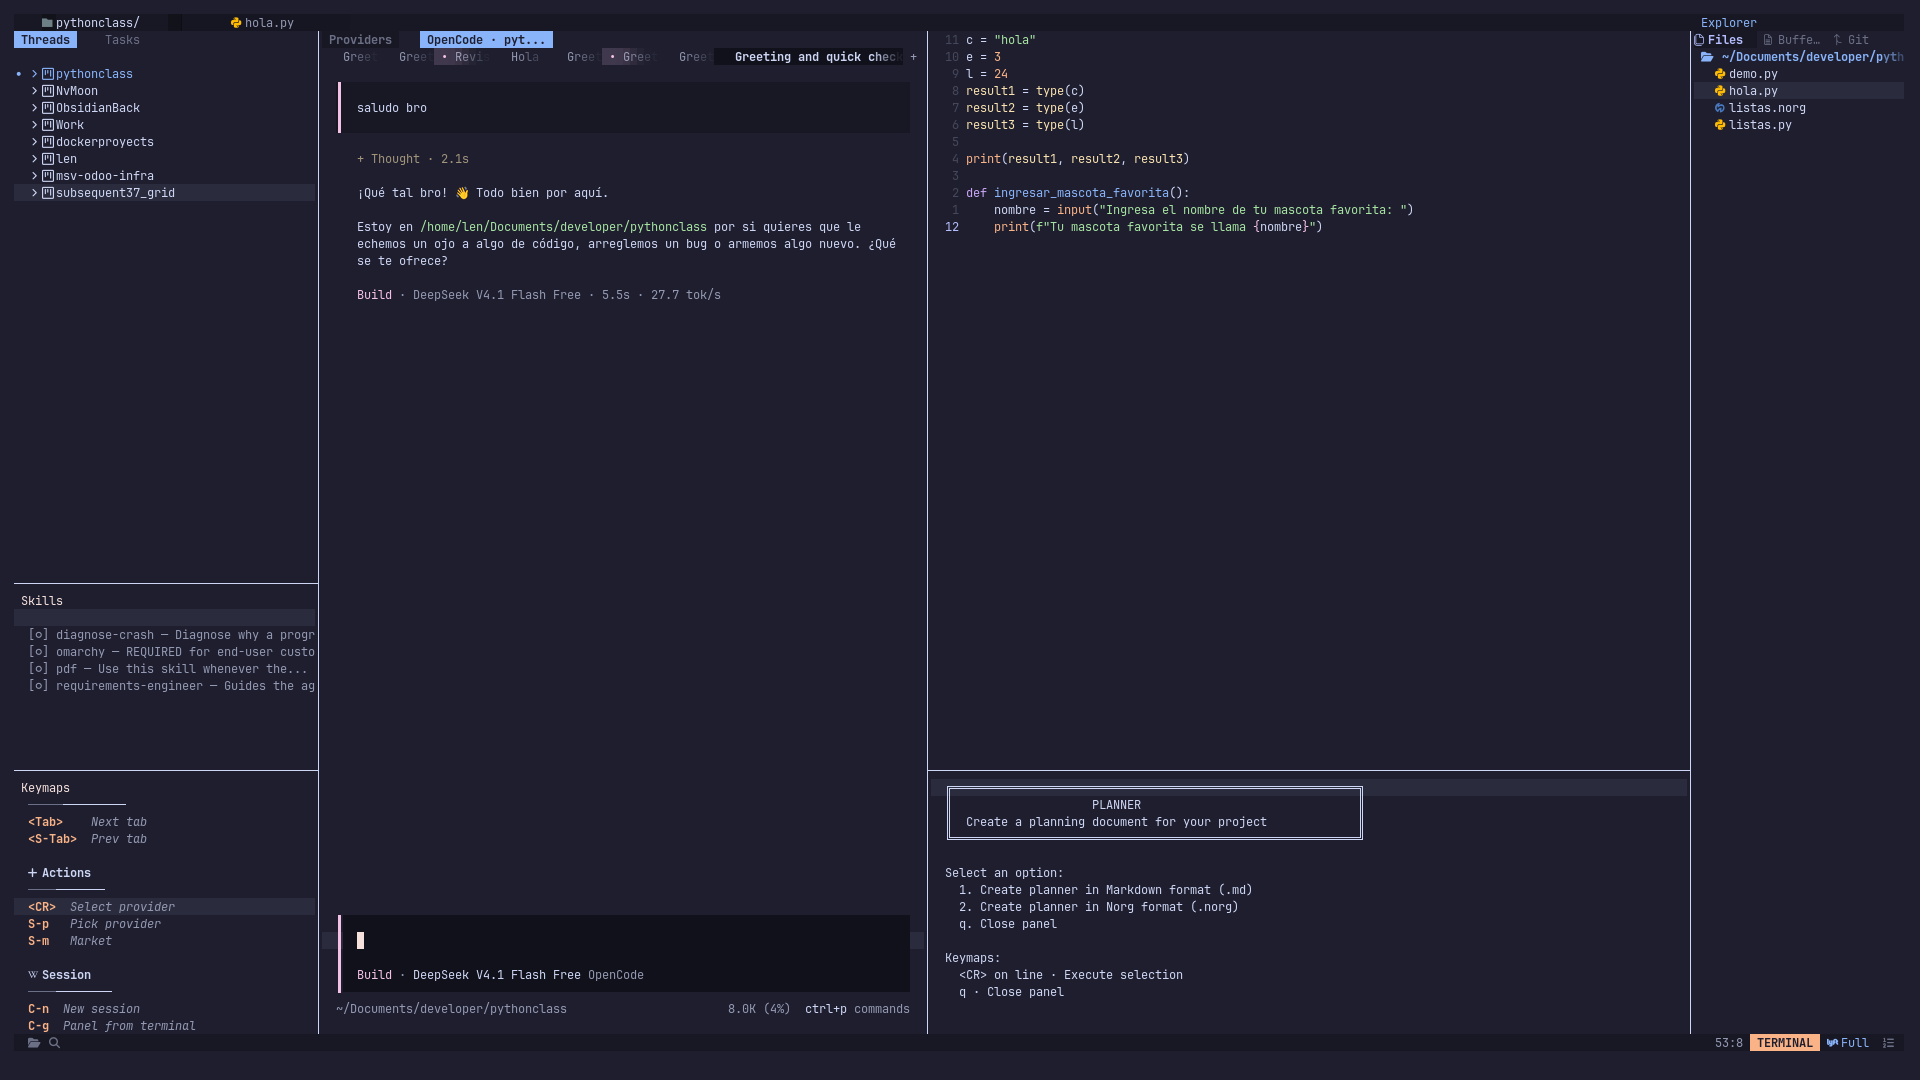 pythonclass/
hola.py
Explorer
Threads Tasks
pythonclass
NvMoon
ObsidianBack
Work
dockerproyects
len
msv-odoo-infra
subsequent37_grid
Skills
[o] diagnose-crash — Diagnose why a progr
[o] omarchy — REQUIRED for end-user custo
[o] pdf — Use this skill whenever the...
[o] requirements-engineer — Guides the ag
Keymaps
<Tab> Next tab
<S-Tab> Prev tab
+ Actions
<CR> Select provider
S-p Pick provider
S-m Market
Session
C-n New session
C-g Panel from terminal
Providers OpenCode · pyt...
Gree Gree • Revis Hola Gree • Gree Gree Greeting and quick chec +
saludo bro
+ Thought · 2.1s
¡Qué tal bro! 👋 Todo bien por aquí.
Estoy en /home/len/Documents/developer/pythonclass por si quieres que le
echemos un ojo a algo de código, arreglemos un bug o armemos algo nuevo. ¿Qué
se te ofrece?
Build · DeepSeek V4.1 Flash Free · 5.5s · 27.7 tok/s
Build · DeepSeek V4.1 Flash Free OpenCode
~/Documents/developer/pythonclass 8.0K (4%) ctrl+p commands
11 c = "hola"
10 e = 3
9 l = 24
8 result1 = type(c)
7 result2 = type(e)
6 result3 = type(l)
5
4 print(result1, result2, result3)
3
2 def ingresar_mascota_favorita():
1 nombre = input("Ingresa el nombre de tu mascota favorita: ")
12 print(f"Tu mascota favorita se llama {nombre}")
PLANNER
Create a planning document for your project
Select an option:
1. Create planner in Markdown format (.md)
2. Create planner in Norg format (.norg)
q. Close panel
Keymaps:
<CR> on line · Execute selection
q · Close panel
Files Buffe… Git
~/Documents/developer/pyth
demo.py
hola.py
listas.norg
listas.py
53:8 TERMINAL Full